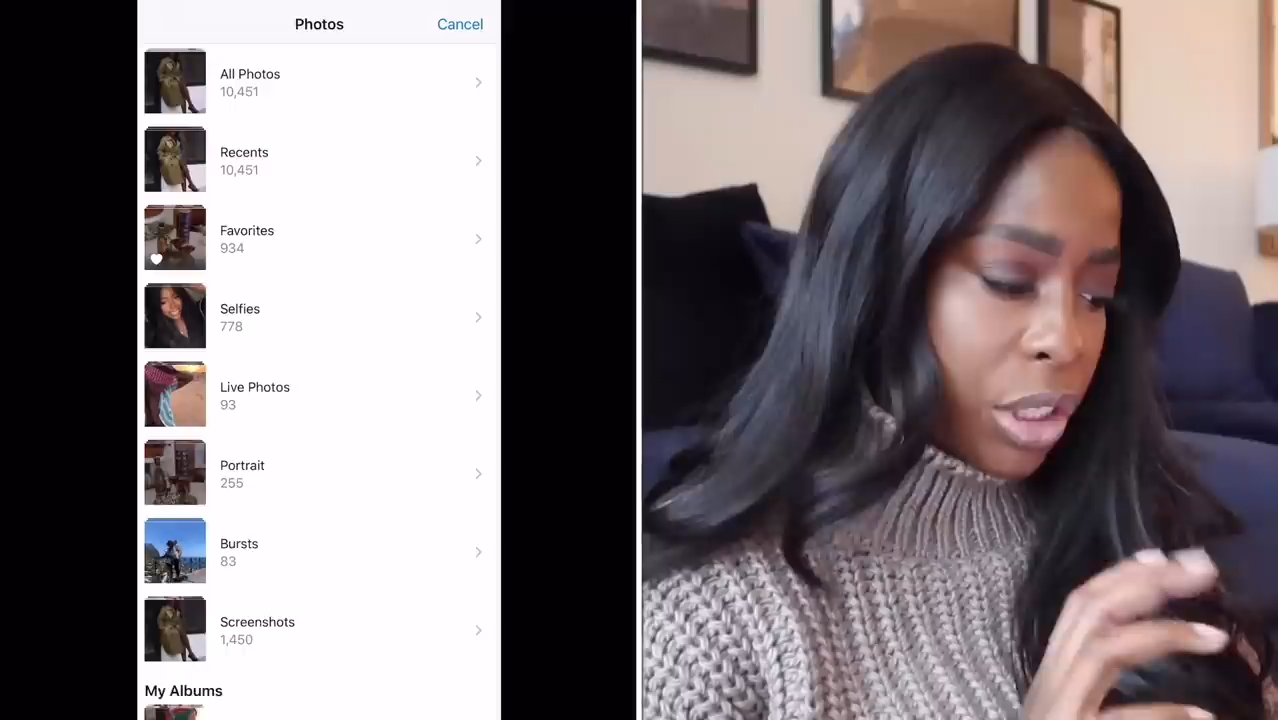 Photos
Cancel
All Photos
10,451
Recents
10,451
Favorites
934
Selfies
778
Live Photos
93
Portrait
255
Bursts
83
Screenshots
1,450
My Albums